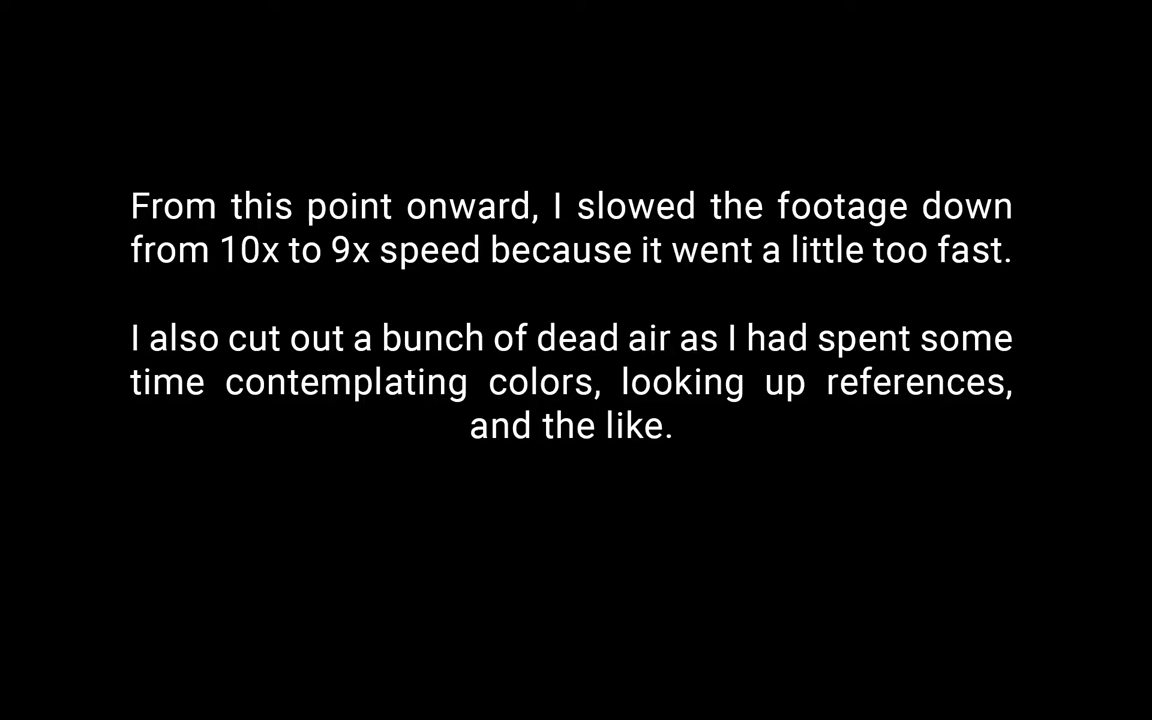 From this point onward, I slowed the footage down
from 10x to 9x speed because it went a little too fast.
I also cut out a bunch of dead air as I had spent some
time contemplating colors, looking up references,
and the like.